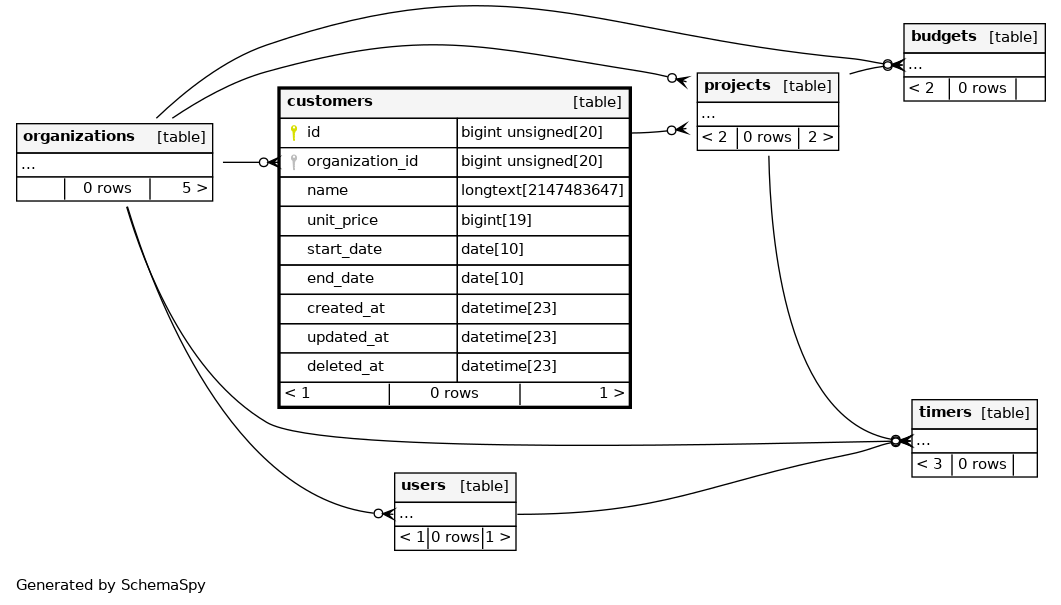 budgets [table]
...
< 2 0 rows
projects [table]
...
< 2 0 rows 2 >
customers [table]
id bigint unsigned[20]
organization_id bigint unsigned[20]
name longtext[2147483647]
unit_price bigint[19]
start_date date[10]
end_date date[10]
created_at datetime[23]
updated_at datetime[23]
deleted_at datetime[23]
< 1 0 rows 1 >
organizations [table]
...
0 rows 5 >
timers [table]
...
< 3 0 rows
users [table]
...
< 1 0 rows 1 >
Generated by SchemaSpy